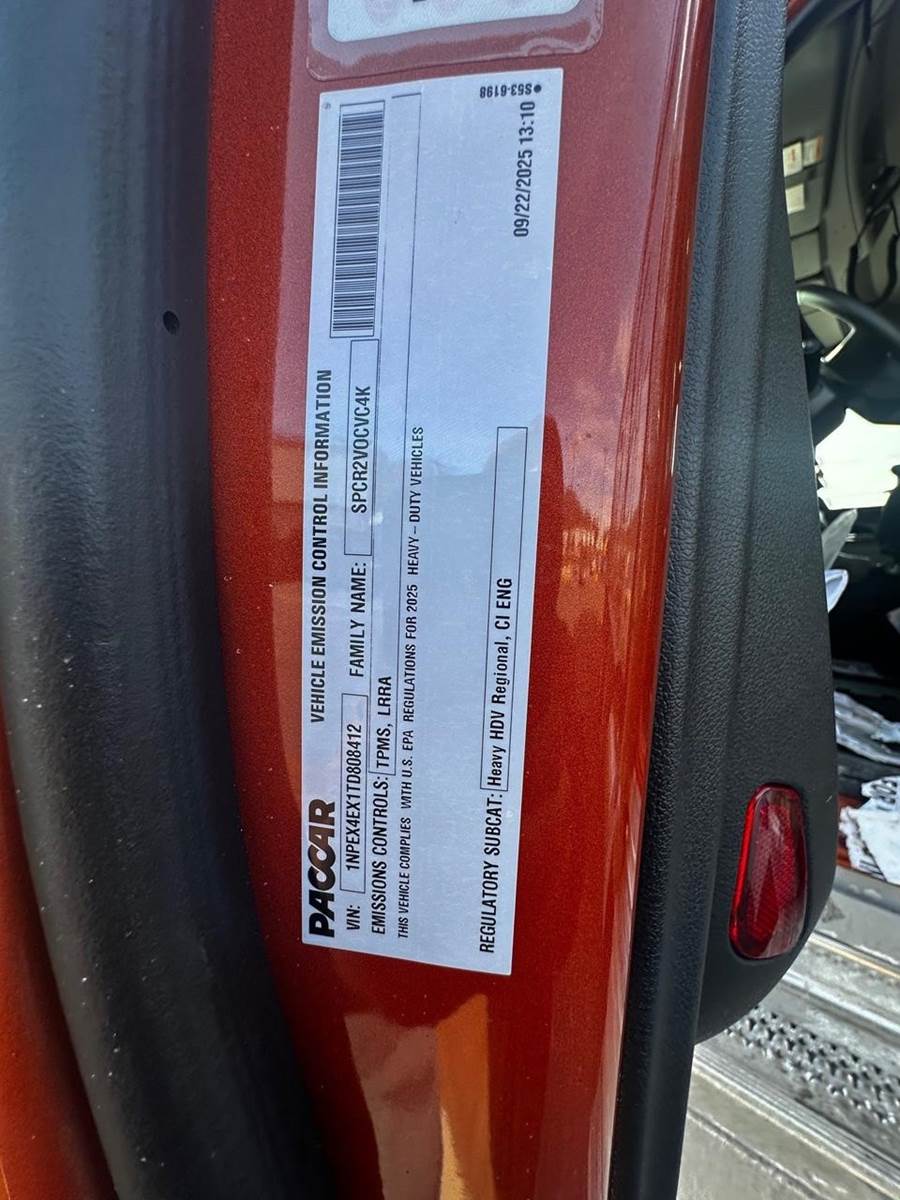 S53-6198
PACCAR VEHICLE EMISSION CONTROL INFORMATION
VIN: 1NPEX4EX1TD808412 FAMILY NAME: SPCR2VOCVC4K
EMISSIONS CONTROLS: TPMS, LRRA
THIS VEHICLE COMPLIES WITH U.S. EPA REGULATIONS FOR 2025 HEAVY – DUTY VEHICLES
REGULATORY SUBCAT: Heavy HDV Regional, CI ENG
09/22/2025 13:10